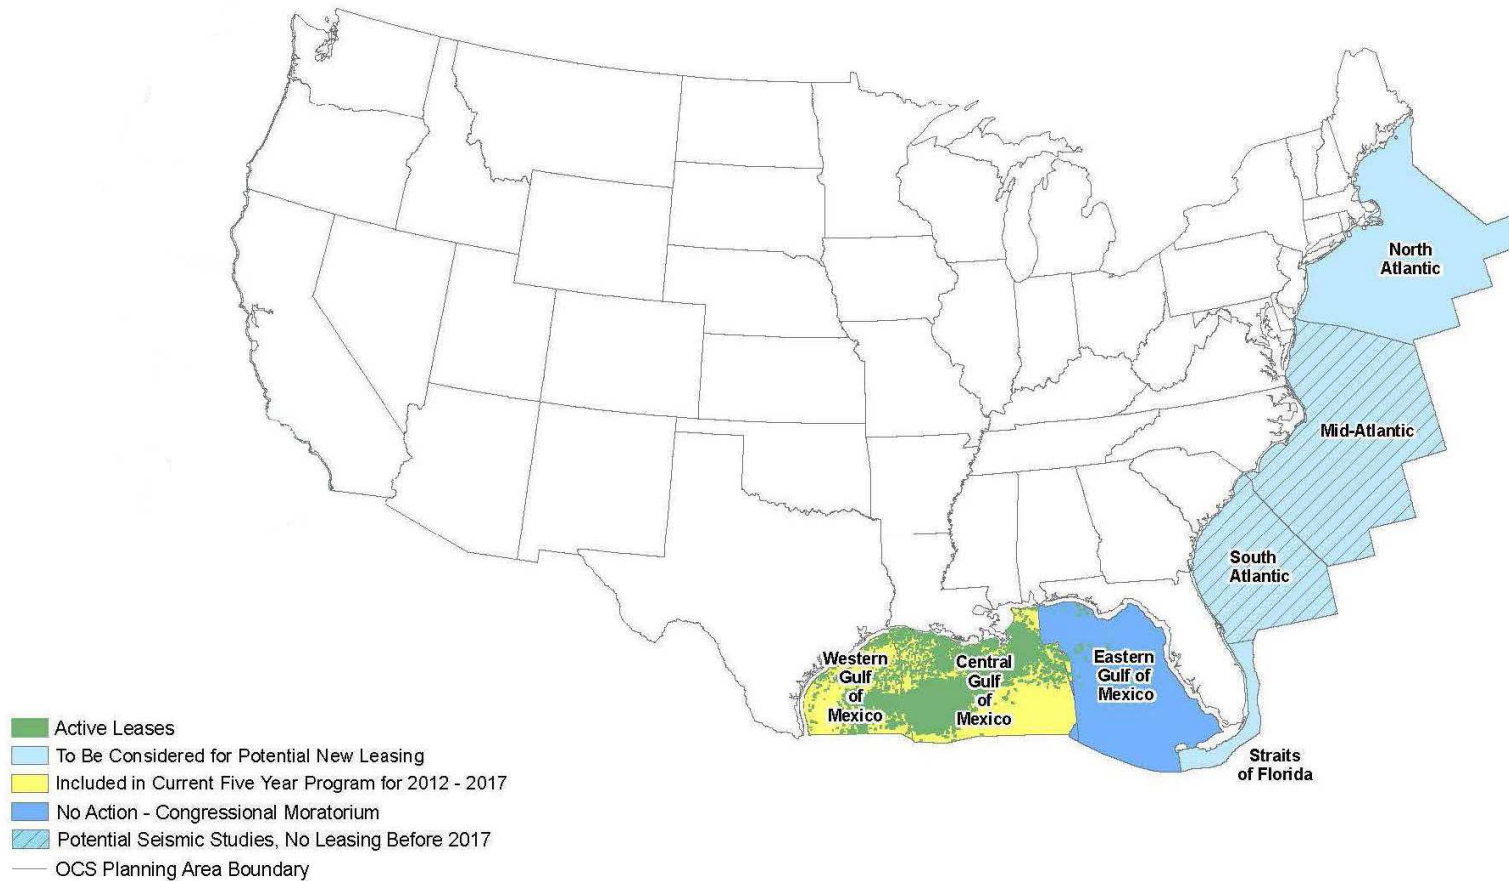 North
Atlantic
Mid-Atlantic
South
Atlantic
Western
Gulf
of
Mexico
Central
Gulf
of
Mexico
Eastern
Gulf of
Mexico
Straits
of Florida
Active Leases
To Be Considered for Potential New Leasing
Included in Current Five Year Program for 2012 - 2017
No Action - Congressional Moratorium
Potential Seismic Studies, No Leasing Before 2017
OCS Planning Area Boundary